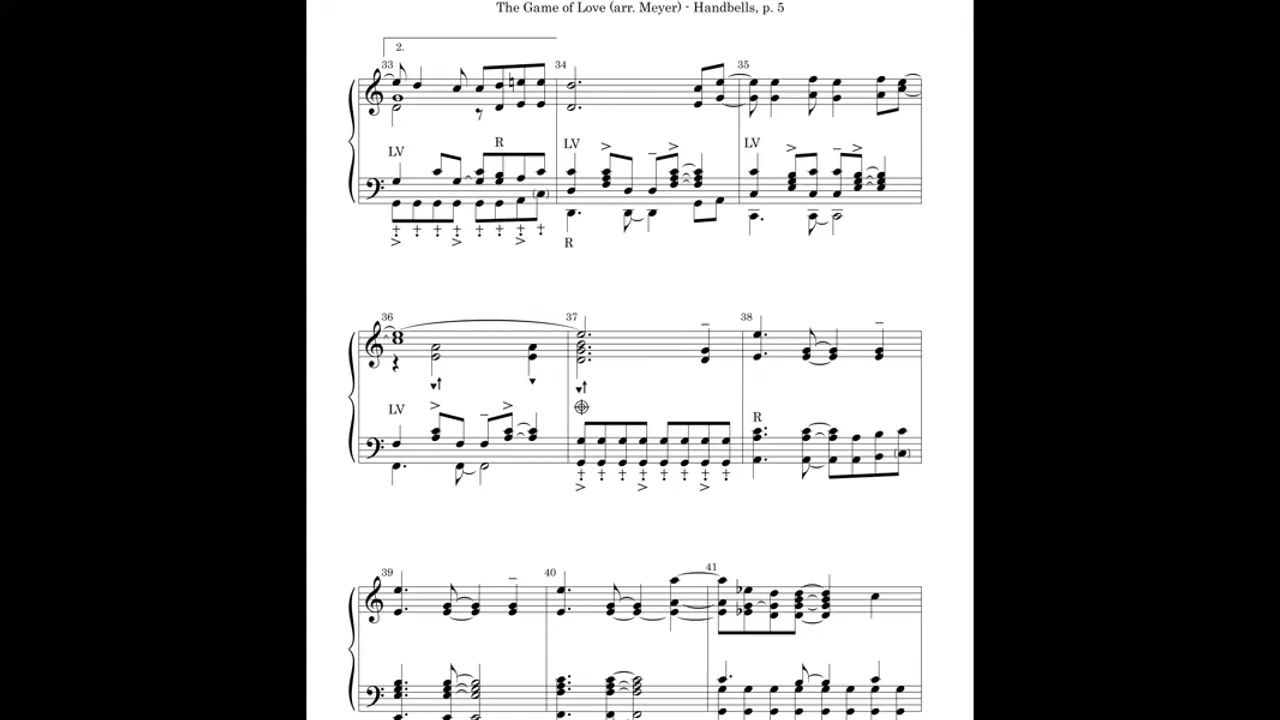 The Game of Love (arr. Meyer) - Handbells, p. 5
2.
33 34 35
LV R LV LV
R
36 37 38
LV R
39 40 41